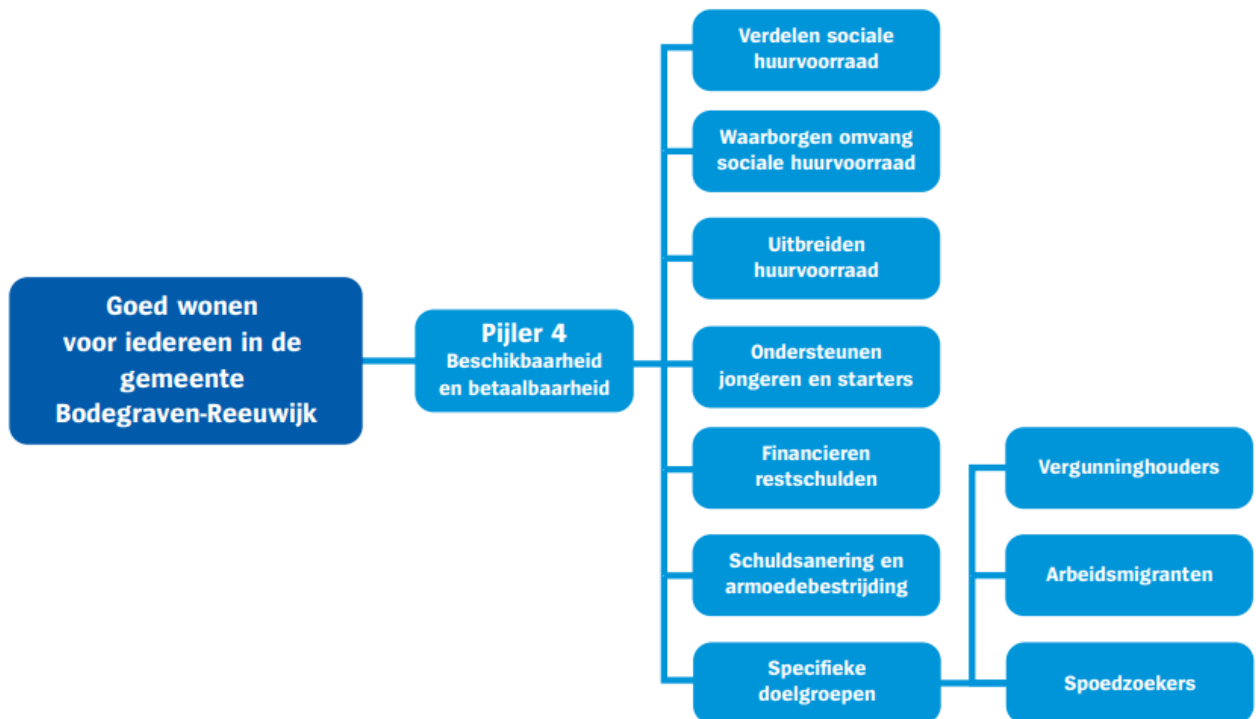 Goed wonen
voor iedereen in de
gemeente
Bodegraven-Reeuwijk
Pijler 4
Beschikbaarheid
en betaalbaarheid
Verdelen sociale
huurvoorraad
Waarborgen omvang
sociale huurvoorraad
Uitbreiden
huurvoorraad
Ondersteunen
jongeren en starters
Financieren
restschulden
Schuldsanering en
armoedebestrijding
Specifieke
doelgroepen
Vergunninghouders
Arbeidsmigranten
Spoedzoekers